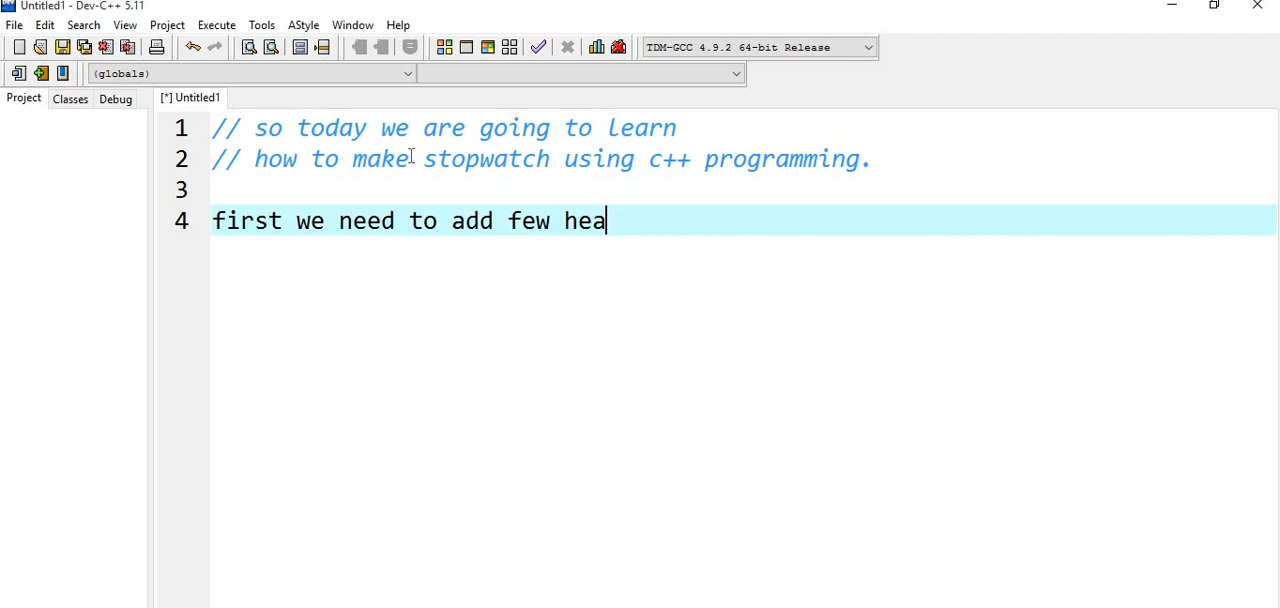 Untitled1 - Dev-C++ 5.11
File Edit Search View Project Execute Tools AStyle Window Help
TDM-GCC 4.9.2 64-bit Release
(globals)
Project Classes Debug [*] Untitled1
1 // so today we are going to learn
2 // how to make stopwatch using c++ programming.
3
4 first we need to add few hea